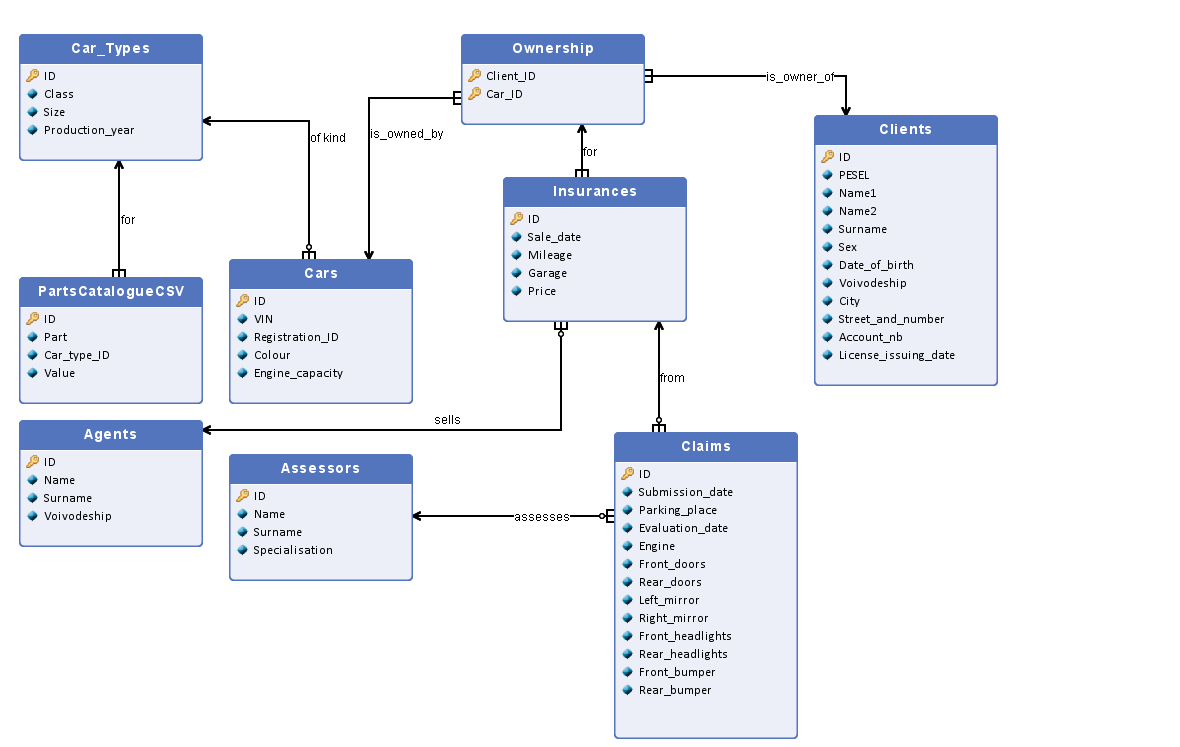 Car_Types
ID
Class
Size
Production_year
Ownership
Client_ID
Car_ID
is_owner_of
is_owned_by
of kind
for
Clients
ID
PESEL
Name1
Name2
Surname
Sex
Date_of_birth
Voivodeship
City
Street_and_number
Account_nb
License_issuing_date
Insurances
ID
Sale_date
Mileage
Garage
Price
for
PartsCatalogueCSV
ID
Part
Car_type_ID
Value
Cars
ID
VIN
Registration_ID
Colour
Engine_capacity
from
sells
Agents
ID
Name
Surname
Voivodeship
Assessors
ID
Name
Surname
Specialisation
assesses
Claims
ID
Submission_date
Parking_place
Evaluation_date
Engine
Front_doors
Rear_doors
Left_mirror
Right_mirror
Front_headlights
Rear_headlights
Front_bumper
Rear_bumper